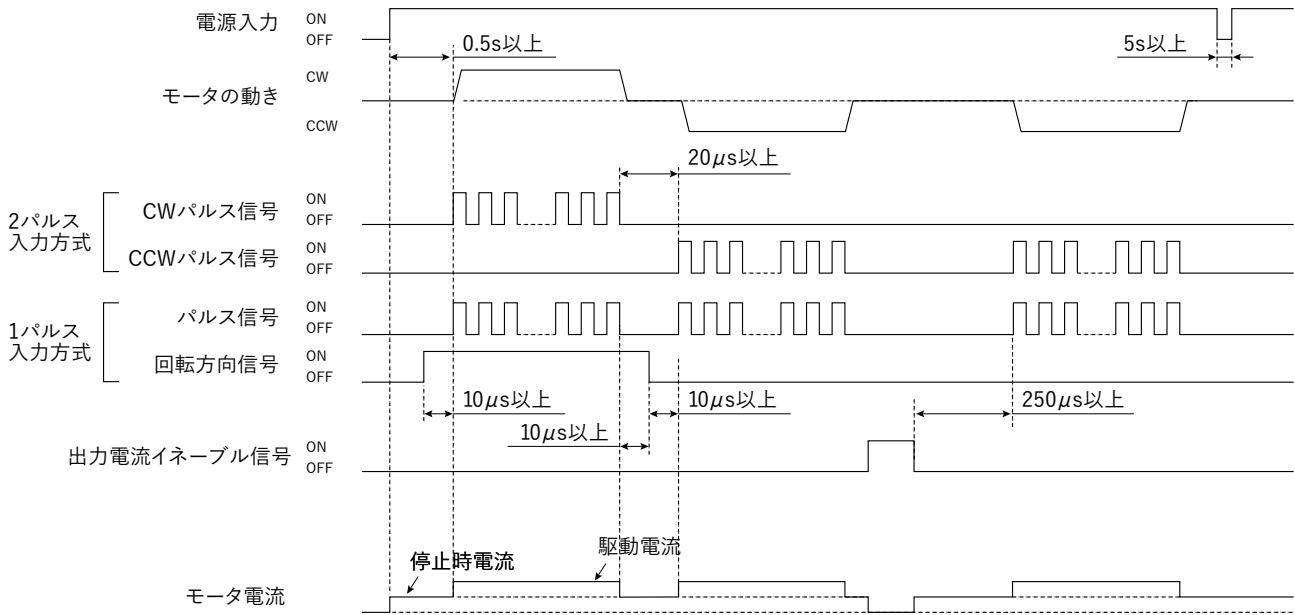 電源入力
ON
OFF
0.5s以上
5s以上
モータの動き
CW
CCW
20μs以上
2パルス
入力方式
CWパルス信号
ON
OFF
CCWパルス信号
ON
OFF
1パルス
入力方式
パルス信号
ON
OFF
回転方向信号
ON
OFF
10μs以上
10μs以上
10μs以上
250μs以上
出力電流イネーブル信号
ON
OFF
停止時電流
駆動電流
モータ電流